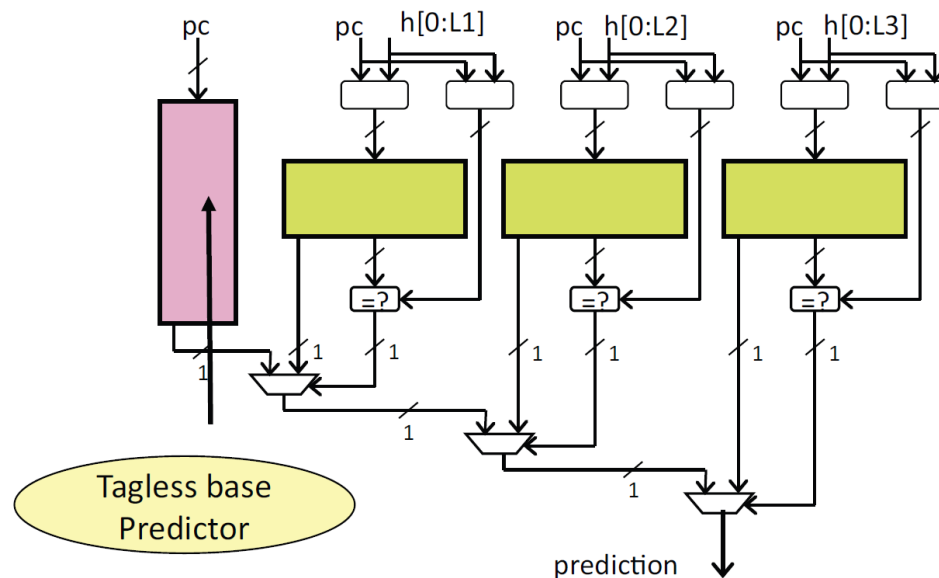 pc
pc h[0:L1]
pc h[0:L2]
pc h[0:L3]
=?
=?
=?
1
1
1
1
1
1
1
1
1
Tagless base
Predictor
prediction